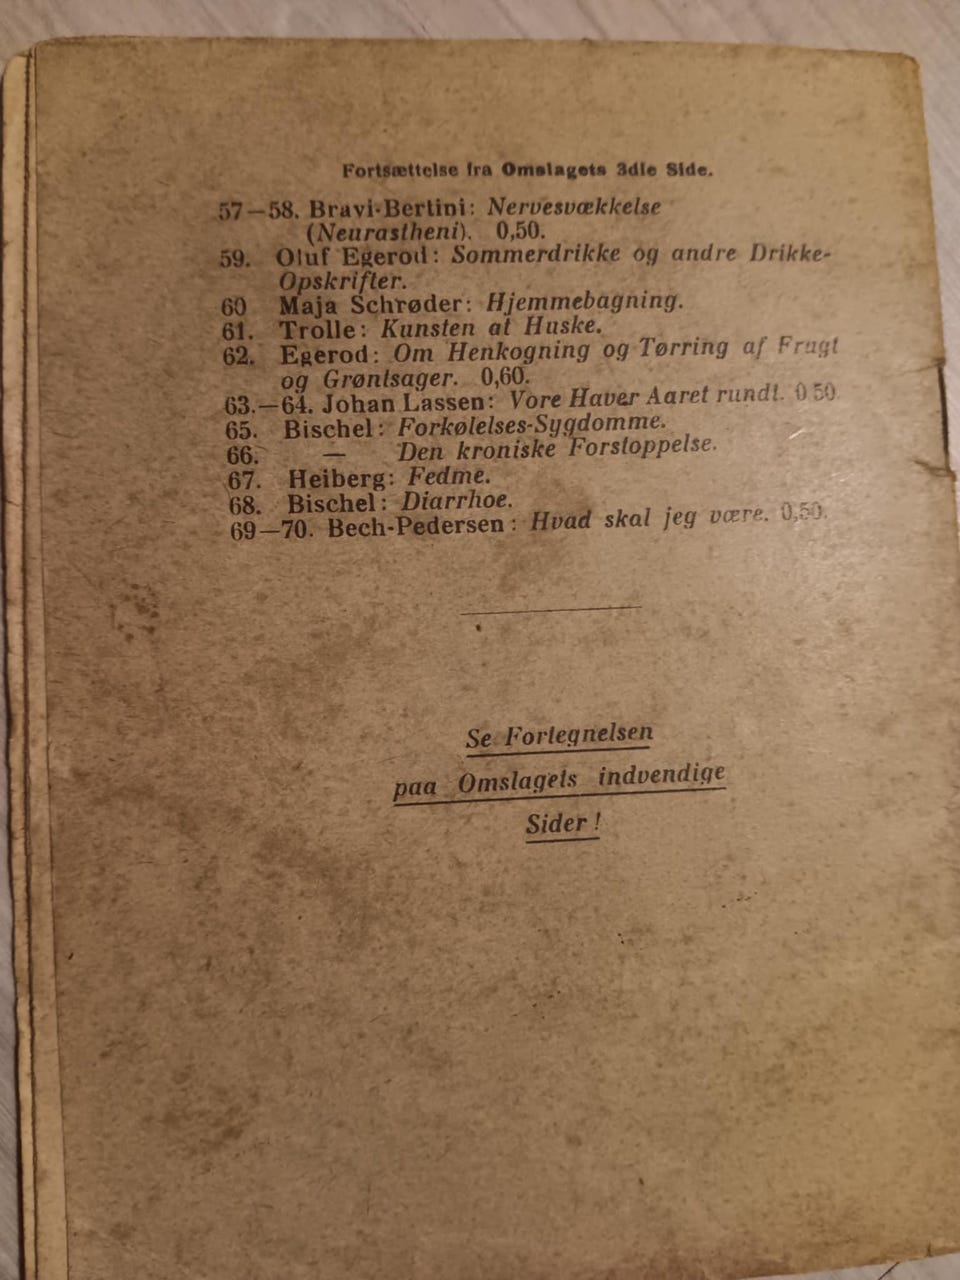 Fortsættelse fra Omslagets 3die Side.
57—58. Bravi-Bertini: Nervesvækkelse
(Neurastheni). 0,50.
59. Oluf Egerod: Sommerdrikke og andre Drikke-
Opskrifter.
60 Maja Schrøder: Hjemmebagning.
61. Trolle: Kunsten at Huske.
62. Egerod: Om Henkogning og Tørring af Frugt
og Grøntsager. 0,60.
63.—64. Johan Lassen: Vore Haver Aaret rundt. 0 50
65. Bischel: Forkølelses-Sygdomme.
66. — Den kroniske Forstoppelse.
67. Heiberg: Fedme.
68. Bischel: Diarrhoe.
69—70. Bech-Pedersen: Hvad skal jeg være. 0,50.
Se Fortegnelsen
paa Omslagets indvendige
Sider!